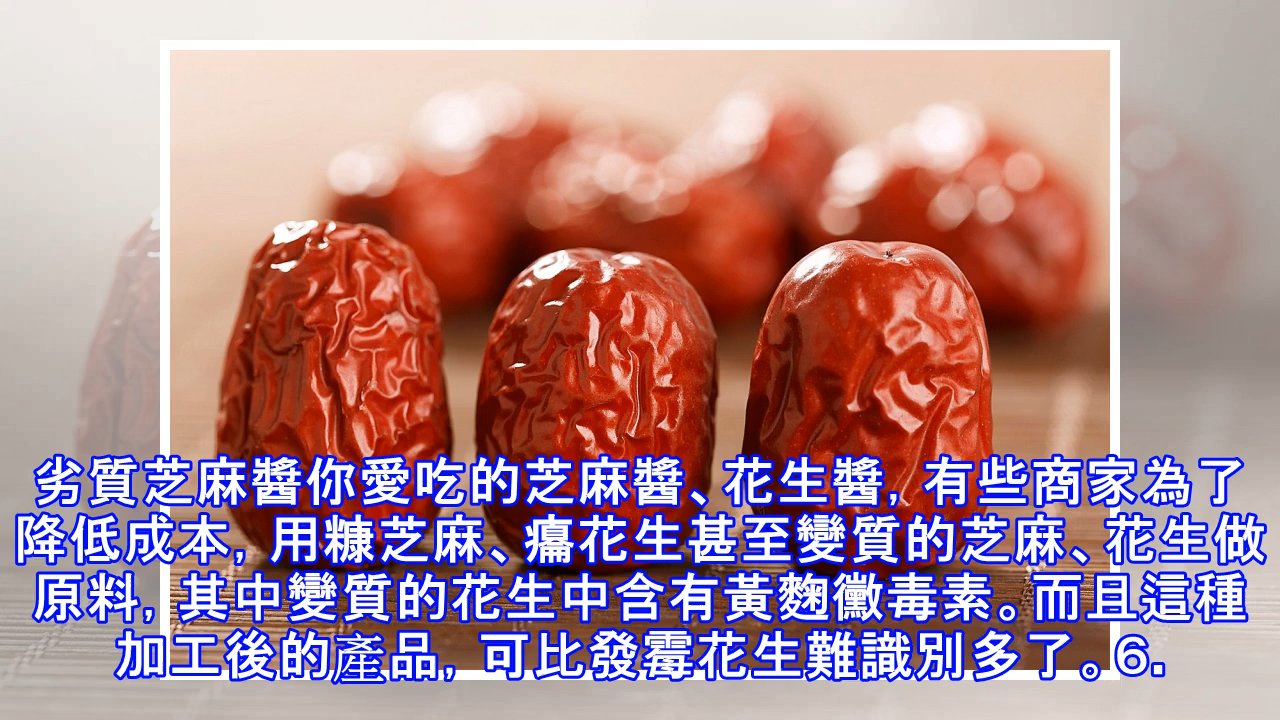 劣質芝麻醬你愛吃的芝麻醬、花生醬, 有些商家為了
降低成本, 用糠芝麻、癟花生甚至變質的芝麻、花生做
原料, 其中變質的花生中含有黃麴黴毒素。而且這種
加工後的產品, 可比發霉花生難識別多了。6.